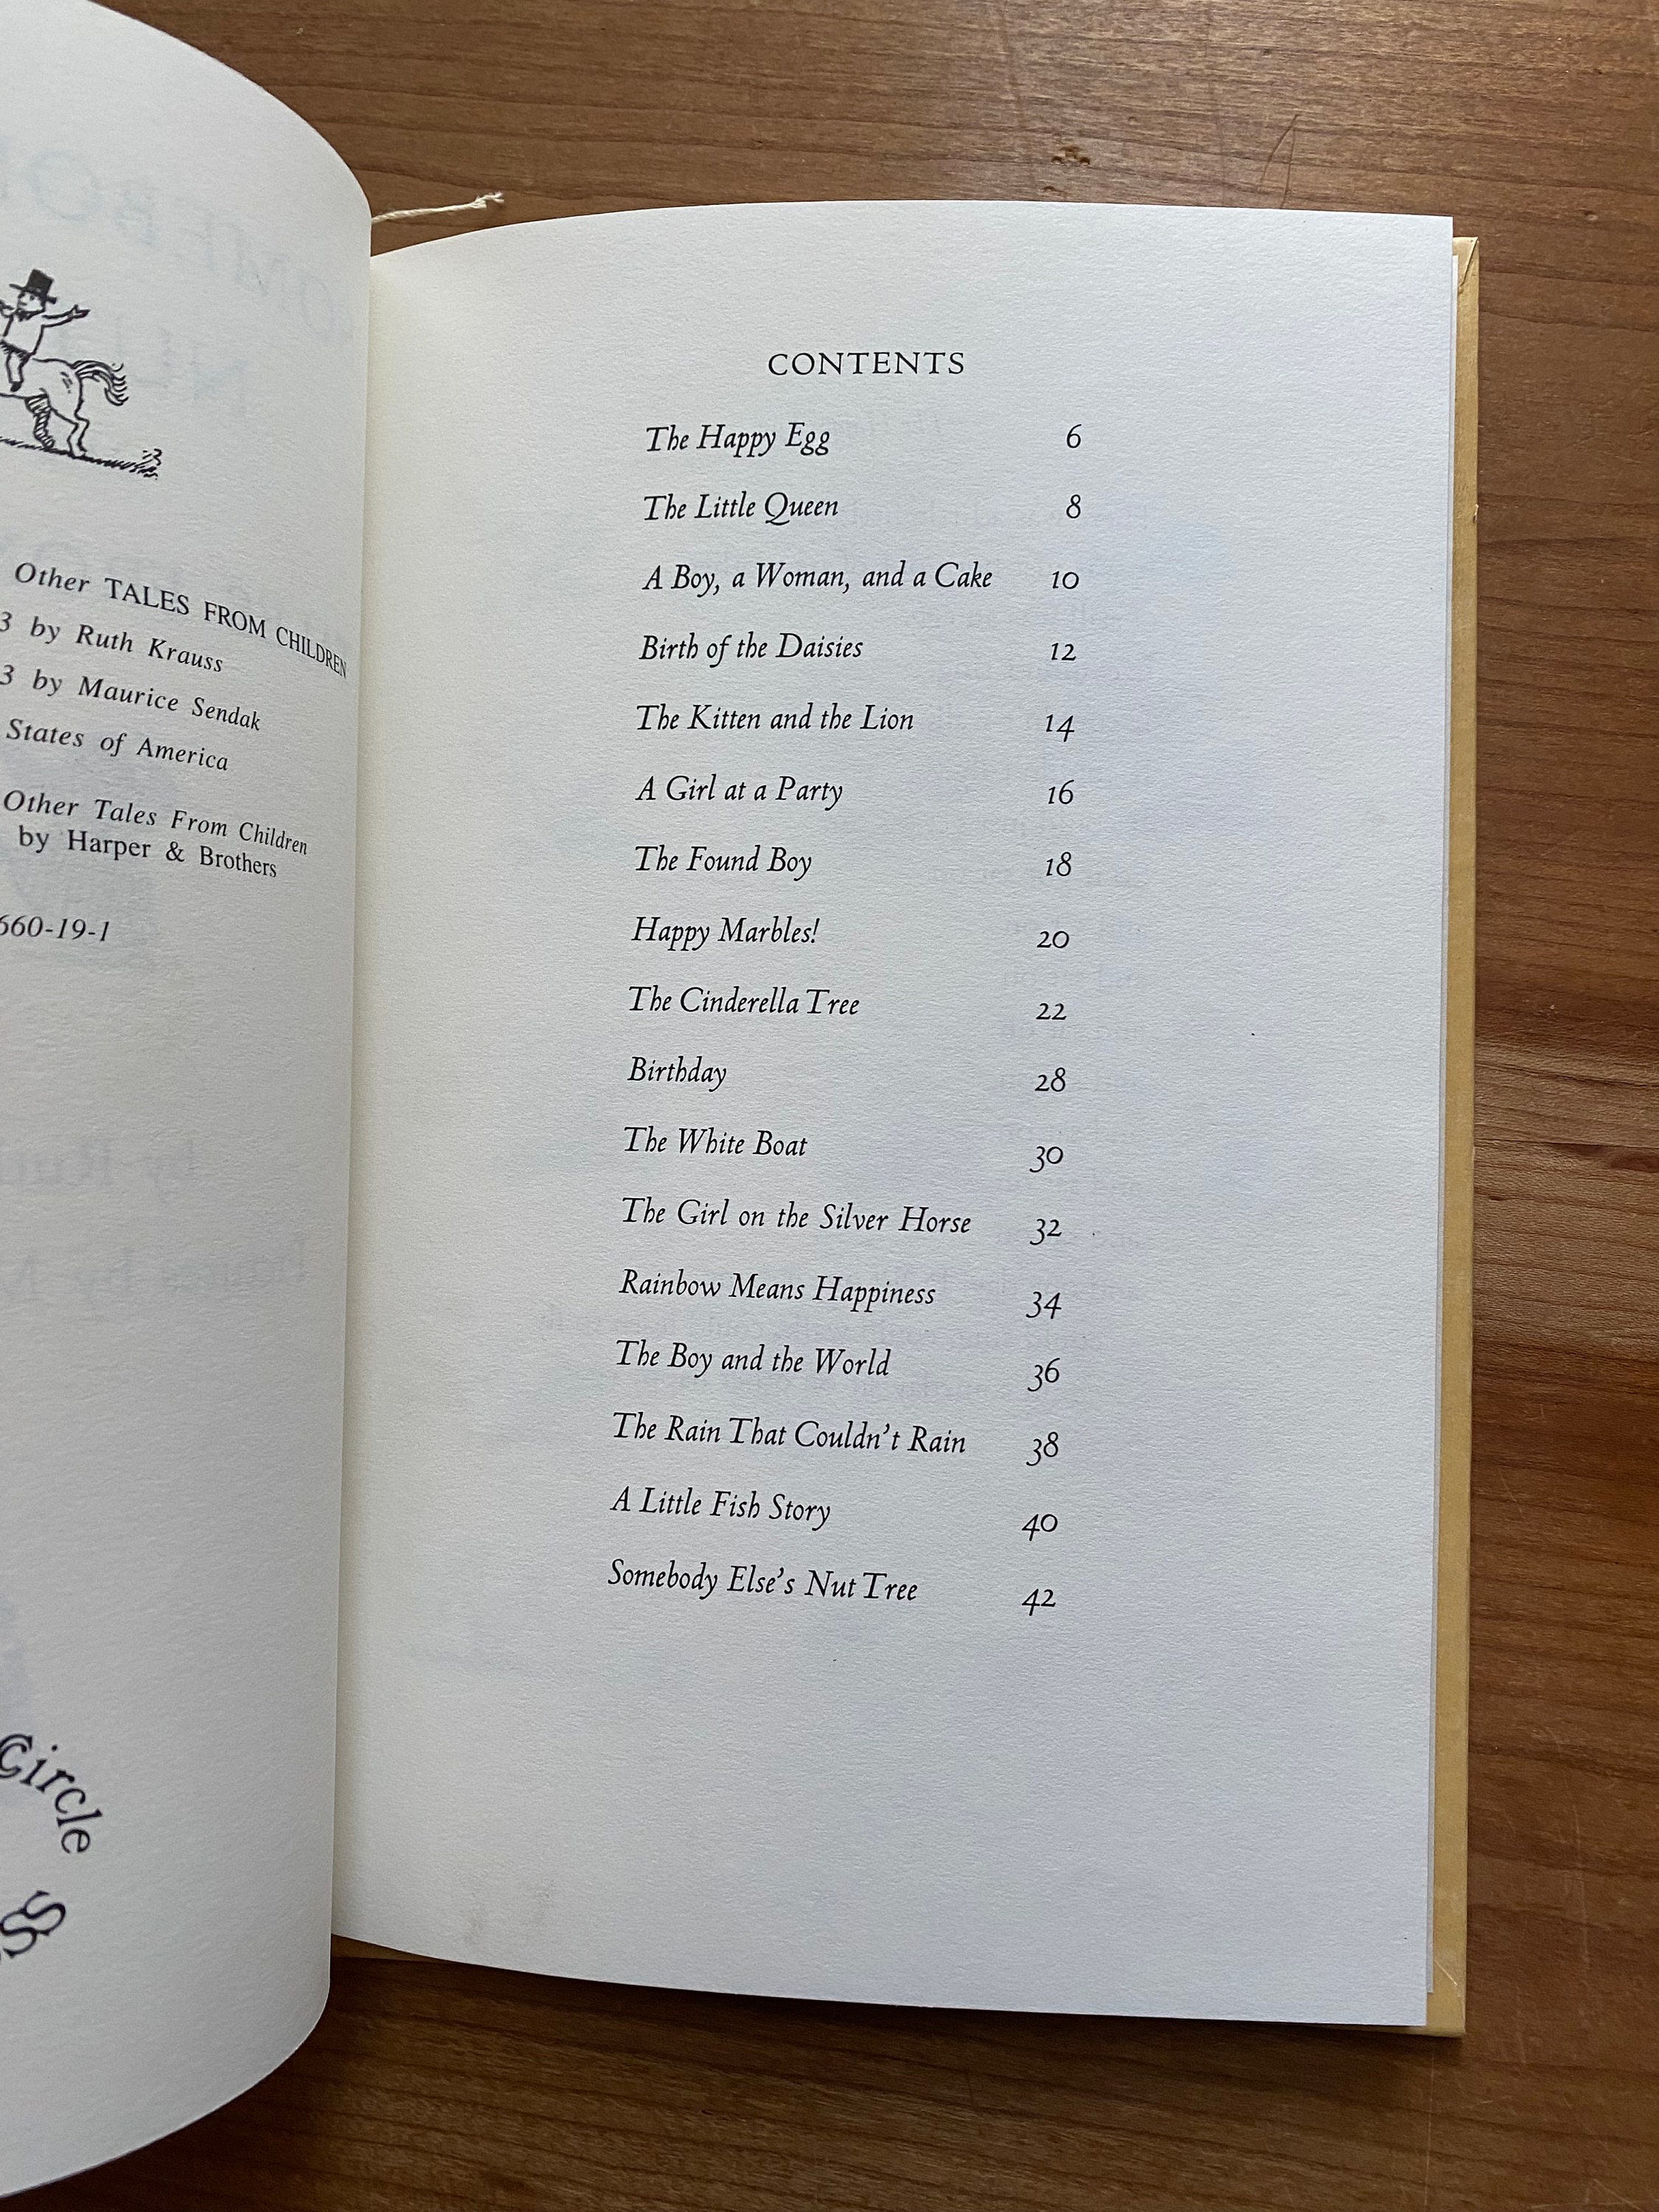 Other TALES FROM CHILDREN
3 by Ruth Krauss
3 by Maurice Sendak
States of America
Other Tales From Children
by Harper & Brothers
660-19-1
Circle
CONTENTS
The Happy Egg 6
The Little Queen 8
A Boy, a Woman, and a Cake 10
Birth of the Daisies 12
The Kitten and the Lion 14
A Girl at a Party 16
The Found Boy 18
Happy Marbles! 20
The Cinderella Tree 22
Birthday 28
The White Boat 30
The Girl on the Silver Horse 32
Rainbow Means Happiness 34
The Boy and the World 36
The Rain That Couldn't Rain 38
A Little Fish Story 40
Somebody Else's Nut Tree 42